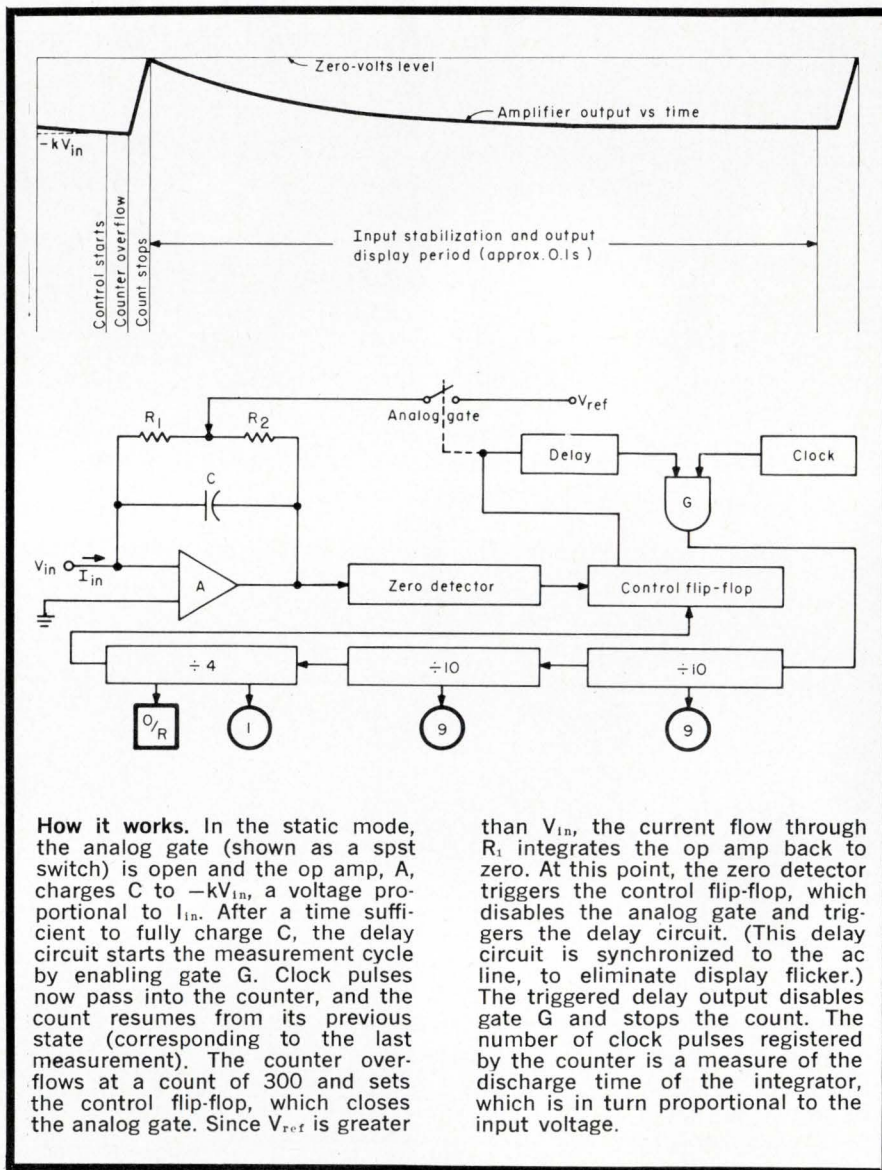 Zero-volts level
Amplifier output vs time
−kVin
Control starts
Counter overflow
Count stops
Input stabilization and output
display period (approx. 0.1s)
Analog gate
Vref
R1
R2
C
Delay
Clock
G
Vin
Iin
A
Zero detector
Control flip-flop
÷4
÷10
÷10
O/R
1
9
9
How it works. In the static mode,
the analog gate (shown as a spst
switch) is open and the op amp, A,
charges C to −kVin, a voltage pro-
portional to Iin. After a time suffi-
cient to fully charge C, the delay
circuit starts the measurement cycle
by enabling gate G. Clock pulses
now pass into the counter, and the
count resumes from its previous
state (corresponding to the last
measurement). The counter over-
flows at a count of 300 and sets
the control flip-flop, which closes
the analog gate. Since Vref is greater
than Vin, the current flow through
R1 integrates the op amp back to
zero. At this point, the zero detector
triggers the control flip-flop, which
disables the analog gate and trig-
gers the delay circuit. (This delay
circuit is synchronized to the ac
line, to eliminate display flicker.)
The triggered delay output disables
gate G and stops the count. The
number of clock pulses registered
by the counter is a measure of the
discharge time of the integrator,
which is in turn proportional to the
input voltage.